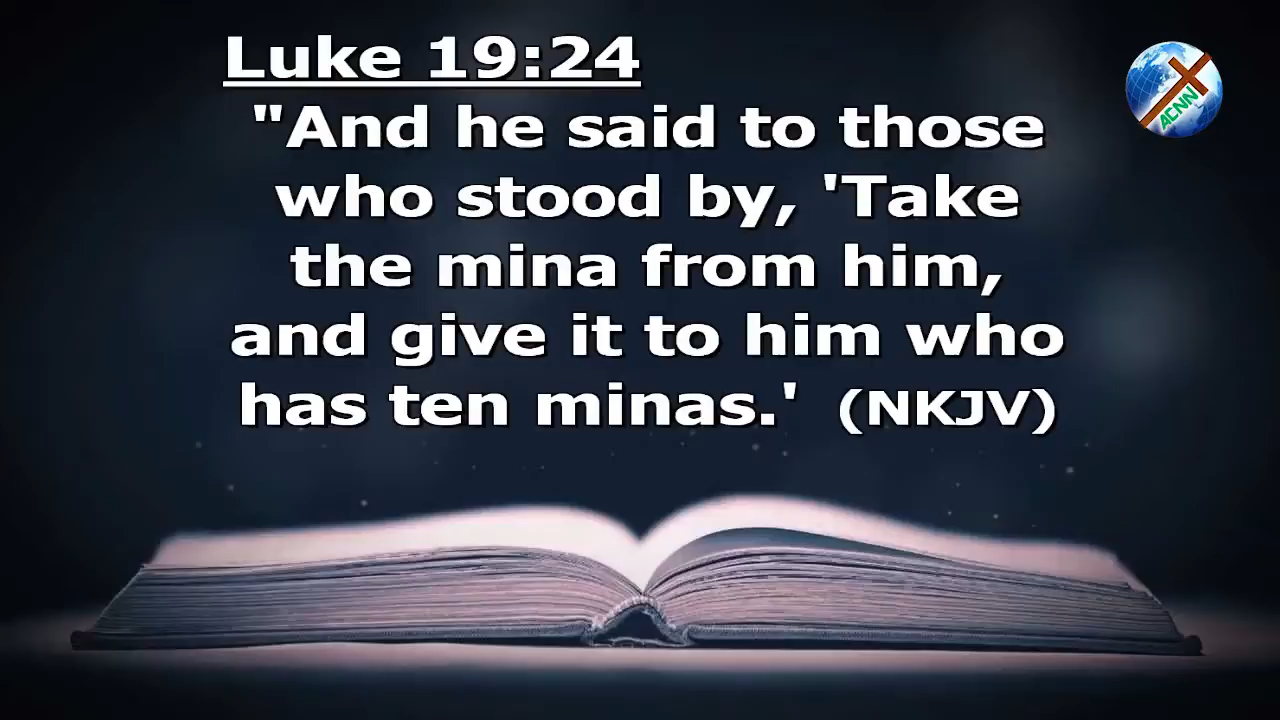 Luke 19:24
"And he said to those
who stood by, 'Take
the mina from him,
and give it to him who
has ten minas.' (NKJV)
ACNN